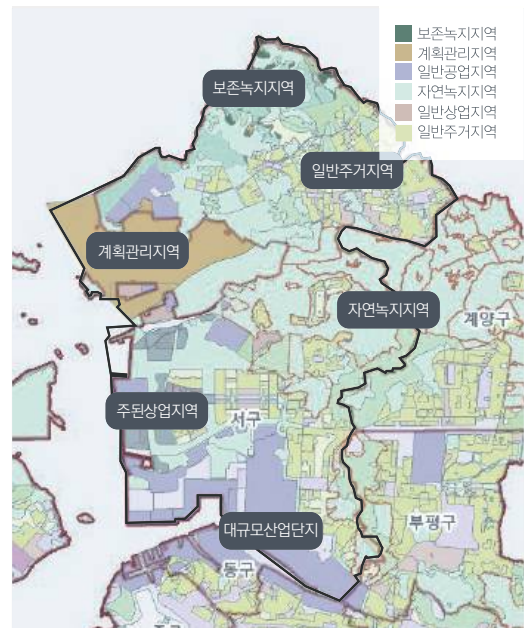 보존녹지지역
계획관리지역
일반공업지역
자연녹지지역
일반상업지역
일반주거지역
보존녹지지역
일반주거지역
계획관리지역
자연녹지지역
계양구
주된상업지역
서구
대규모산업단지
부평구
동구